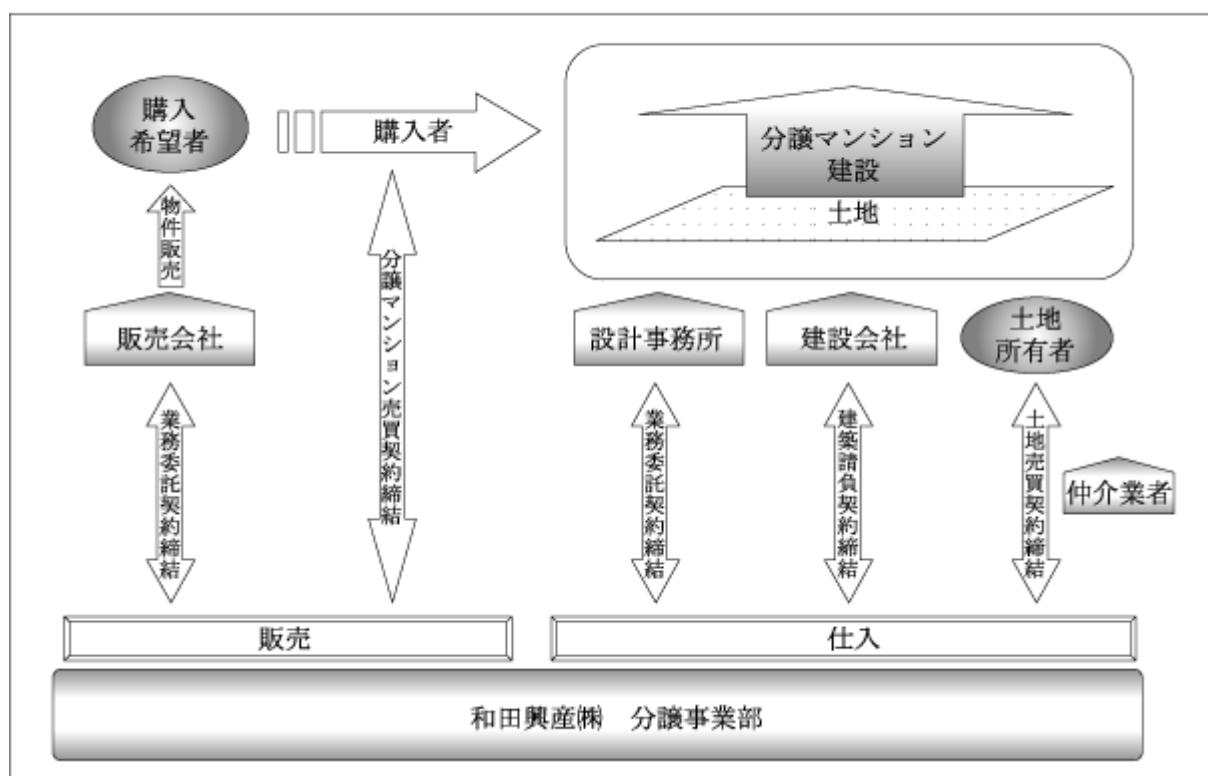 購入
希望者
購入者
分譲マンション
建設
土地
物件販売
分譲マンション売買契約締結
販売会社
設計事務所
建設会社
土地
所有者
業務委託契約締結
業務委託契約締結
建築請負契約締結
土地売買契約締結
仲介業者
販売
仕入
和田興産㈱ 分譲事業部